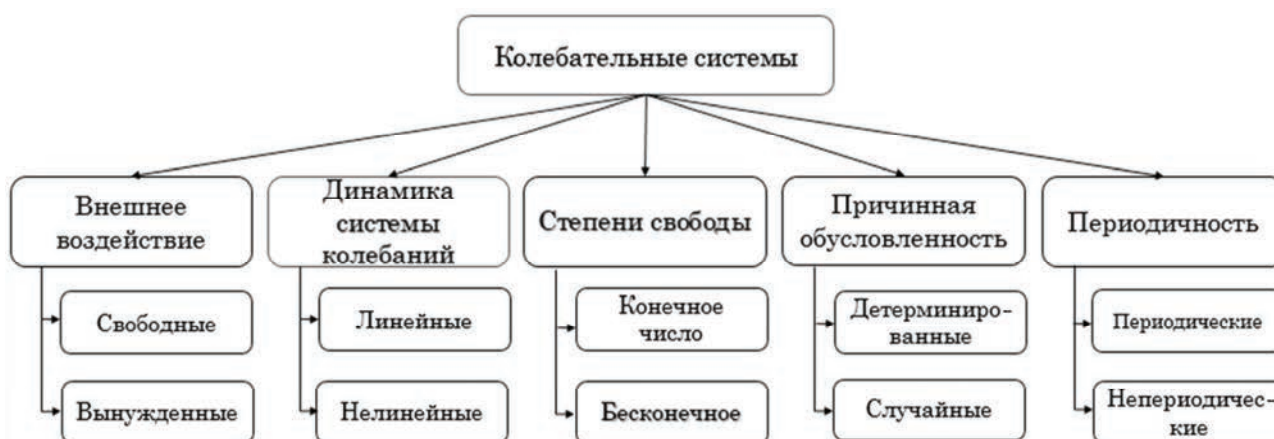 Колебательные системы
Внешнее
воздействие
Динамика
системы
колебаний
Степени свободы
Причинная
обусловленность
Периодичность
Свободные
Линейные
Конечное
число
Детерминиро-
ванные
Периодические
Вынужденные
Нелинейные
Бесконечное
Случайные
Непериодичес-
кие